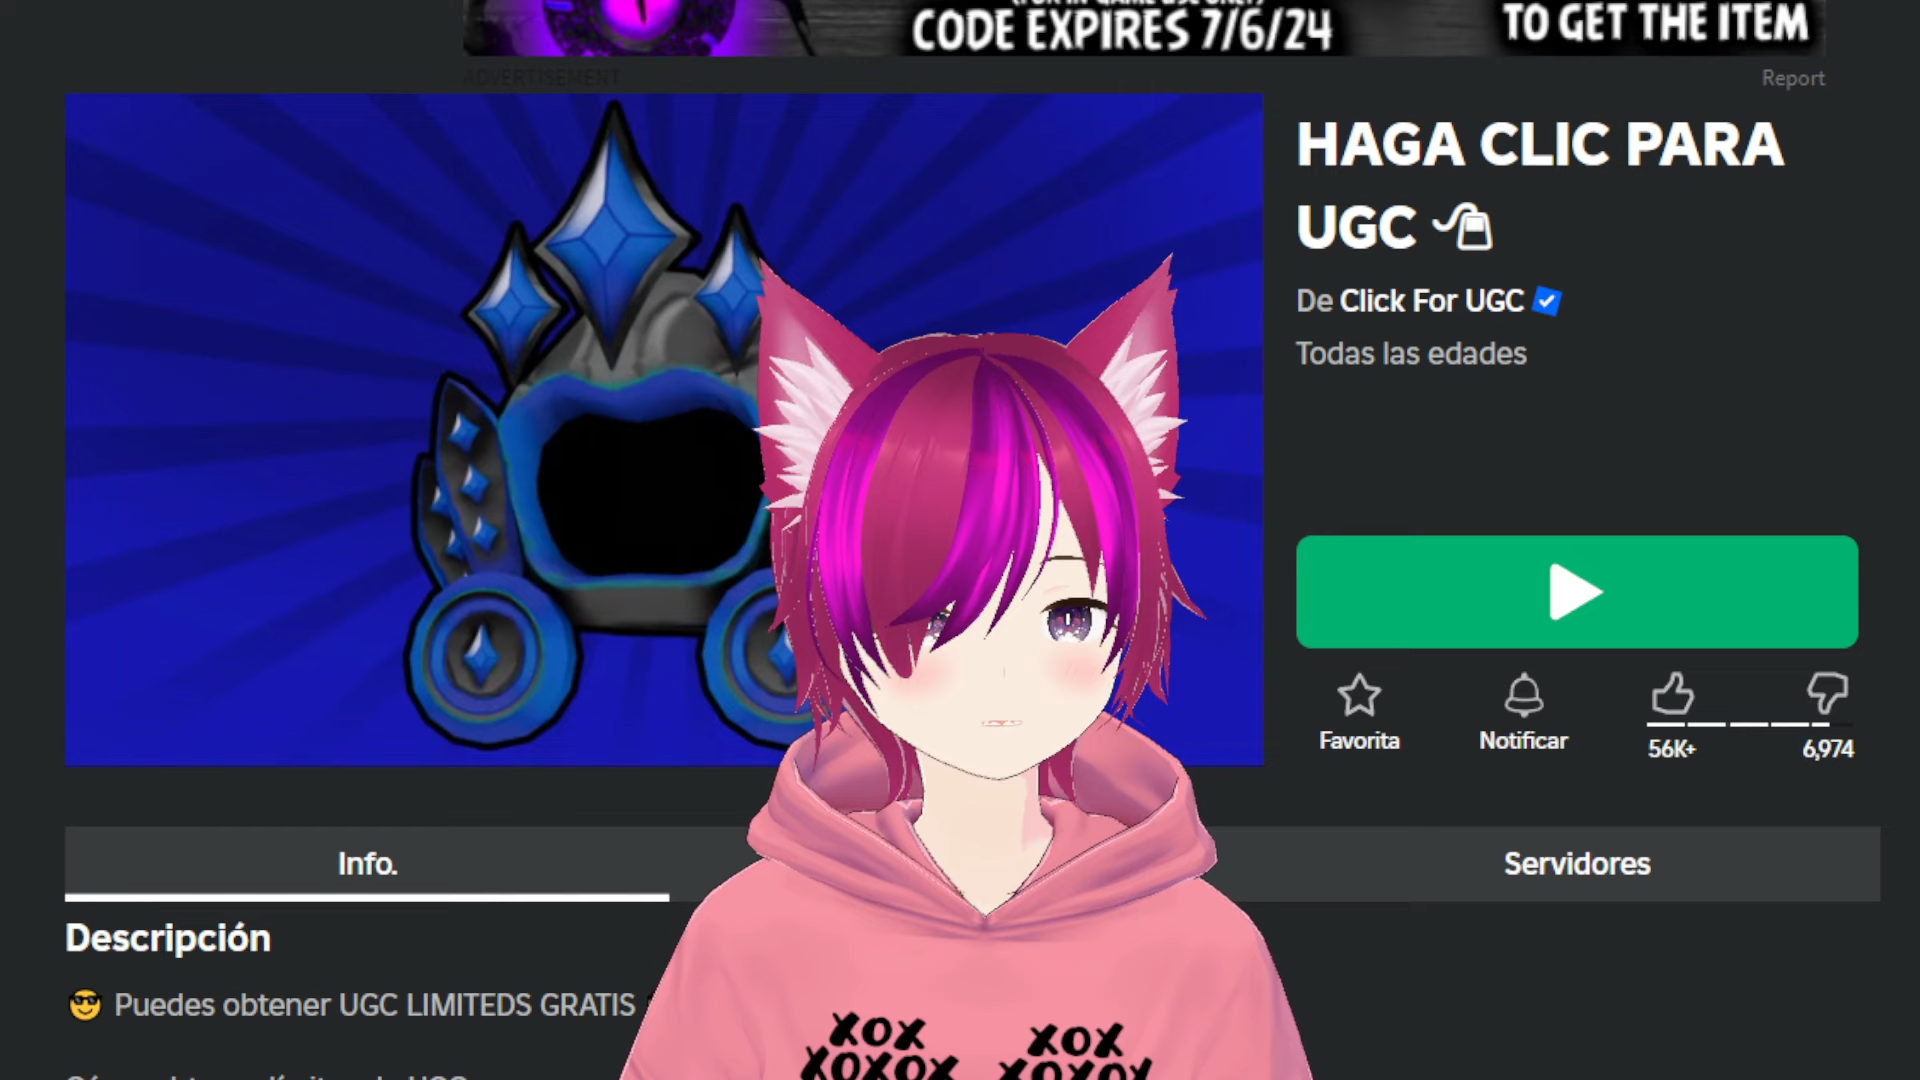 CODE EXPIRES 7/6/24
TO GET THE ITEM
ADVERTISEMENT
Report
HAGA CLIC PARA
UGC
De Click For UGC
Todas las edades
Favorita
Notificar
56K+
6,974
Info.
Servidores
Descripción
Puedes obtener UGC LIMITEDS GRATIS
XOX
XOX
XOXOX
XOXOX